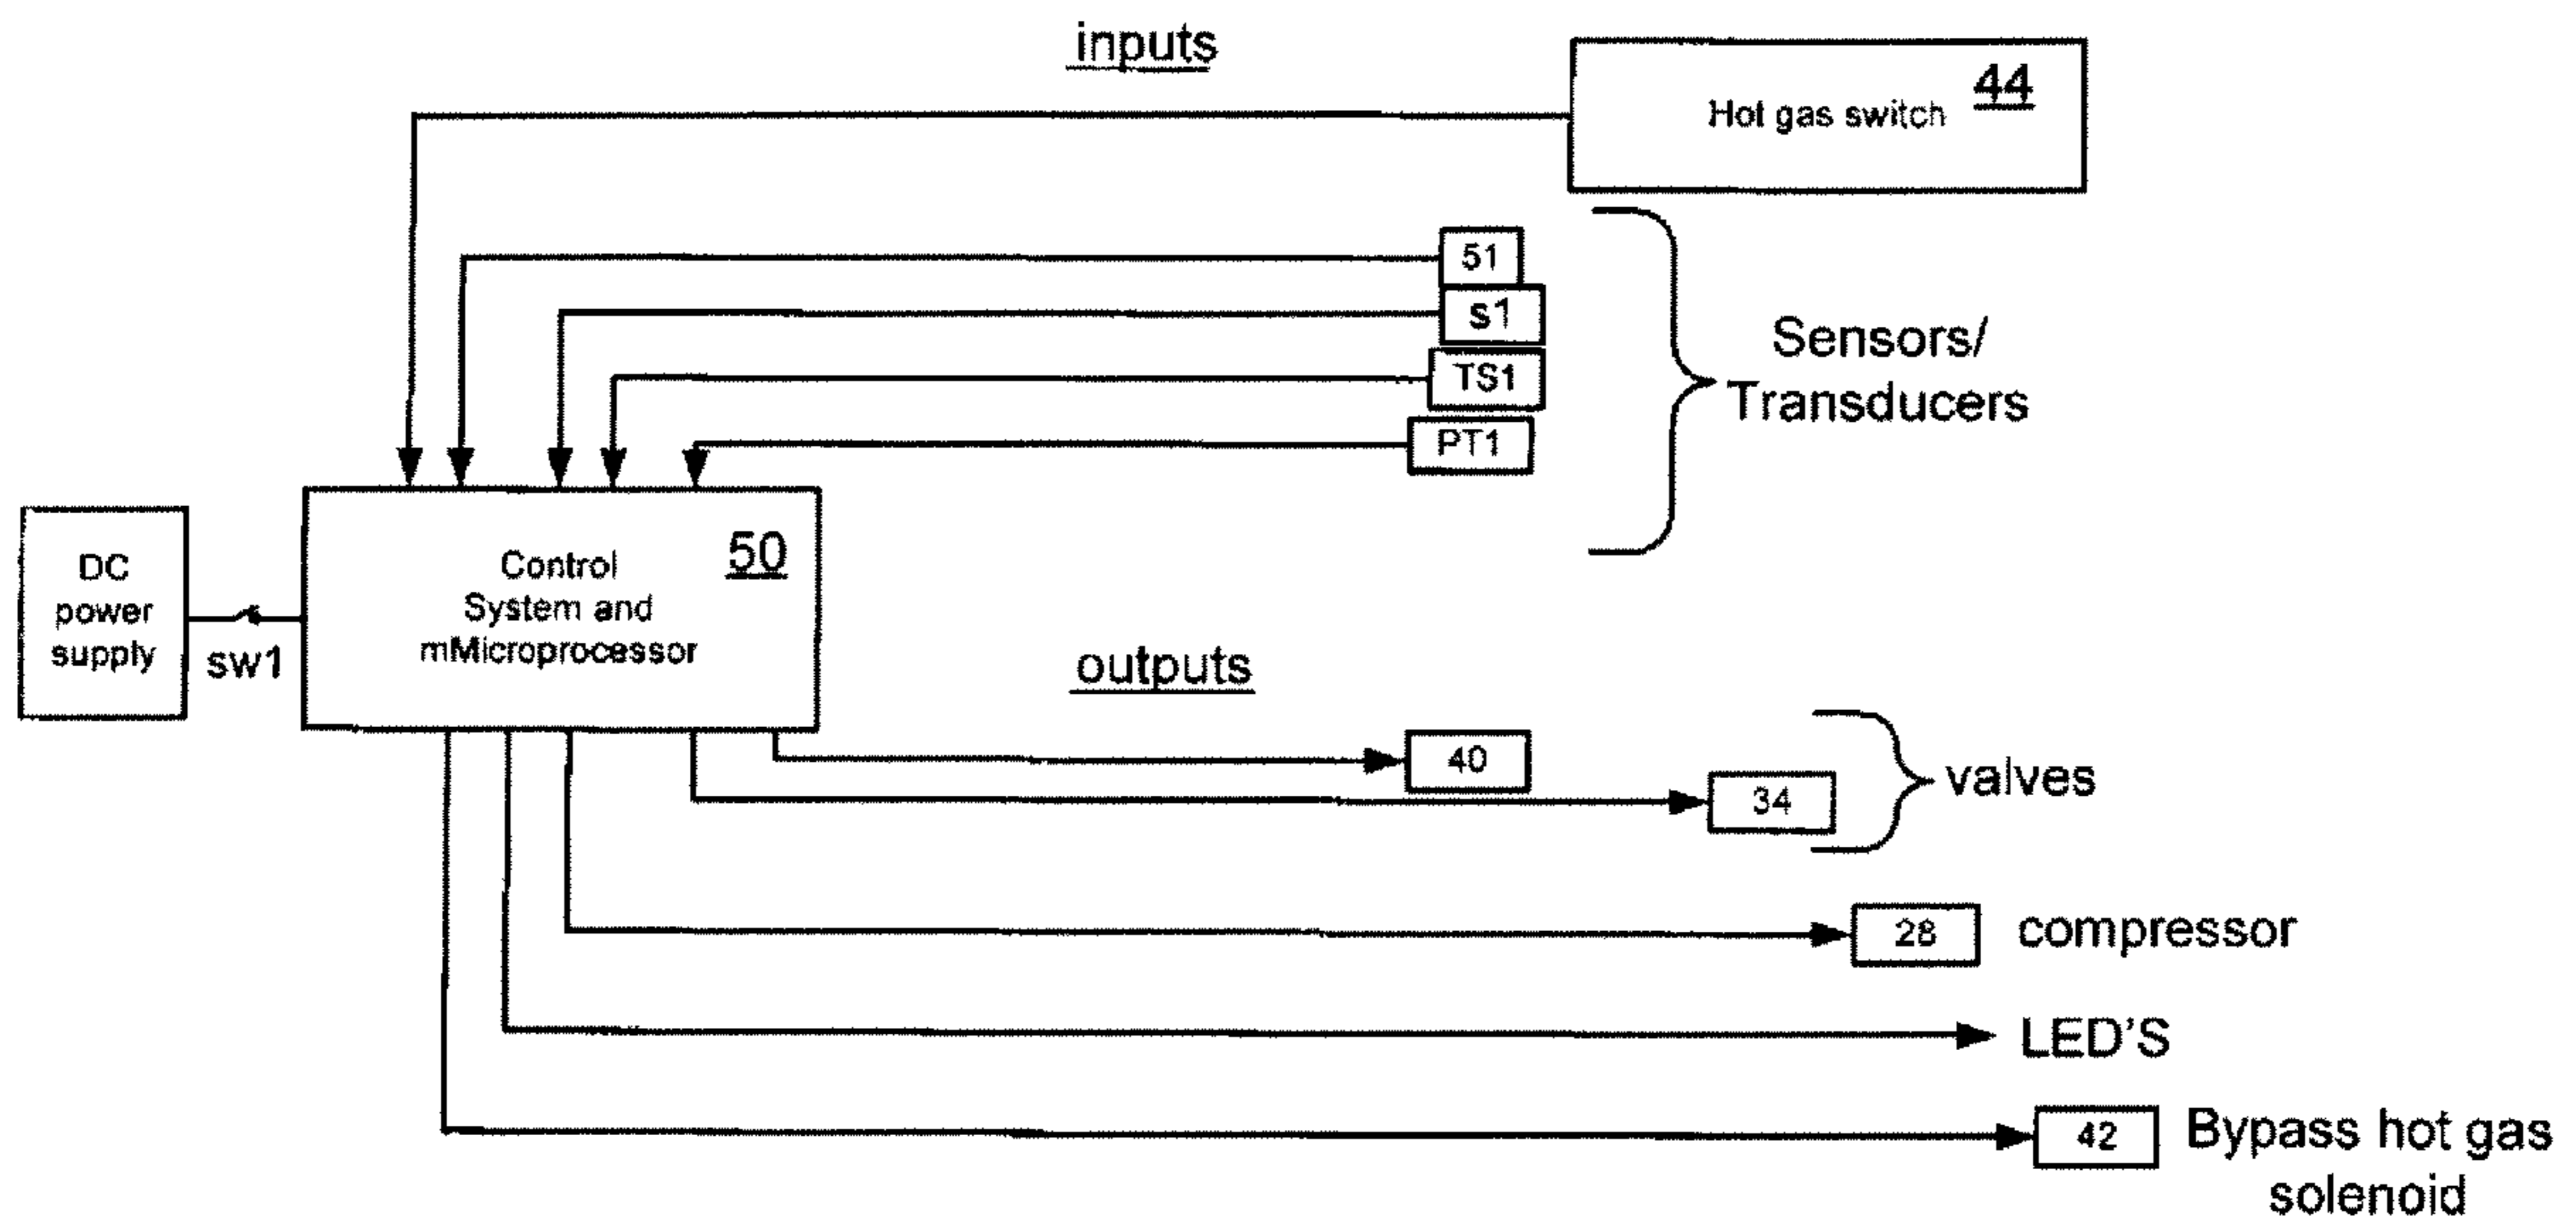 inputs
44
Hot gas switch
51
s1
TS1
PT1
Sensors/
Transducers
DC
power
supply
sw1
50
Control
System and
mMicroprocessor
outputs
40
34
valves
28
compressor
LED'S
42
Bypass hot gas
solenoid